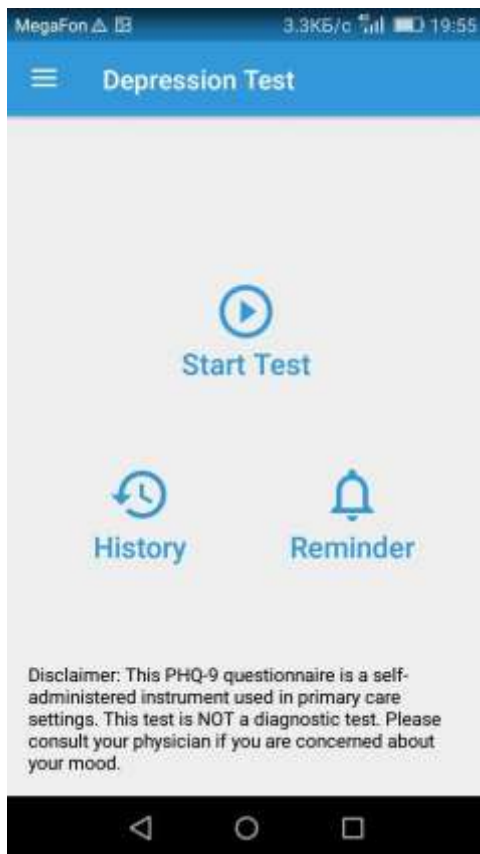 MegaFon 3.3КБ/с 4G 19:55
Depression Test
Start Test
History Reminder
Disclaimer: This PHQ-9 questionnaire is a self-
administered instrument used in primary care
settings. This test is NOT a diagnostic test. Please
consult your physician if you are concerned about
your mood.